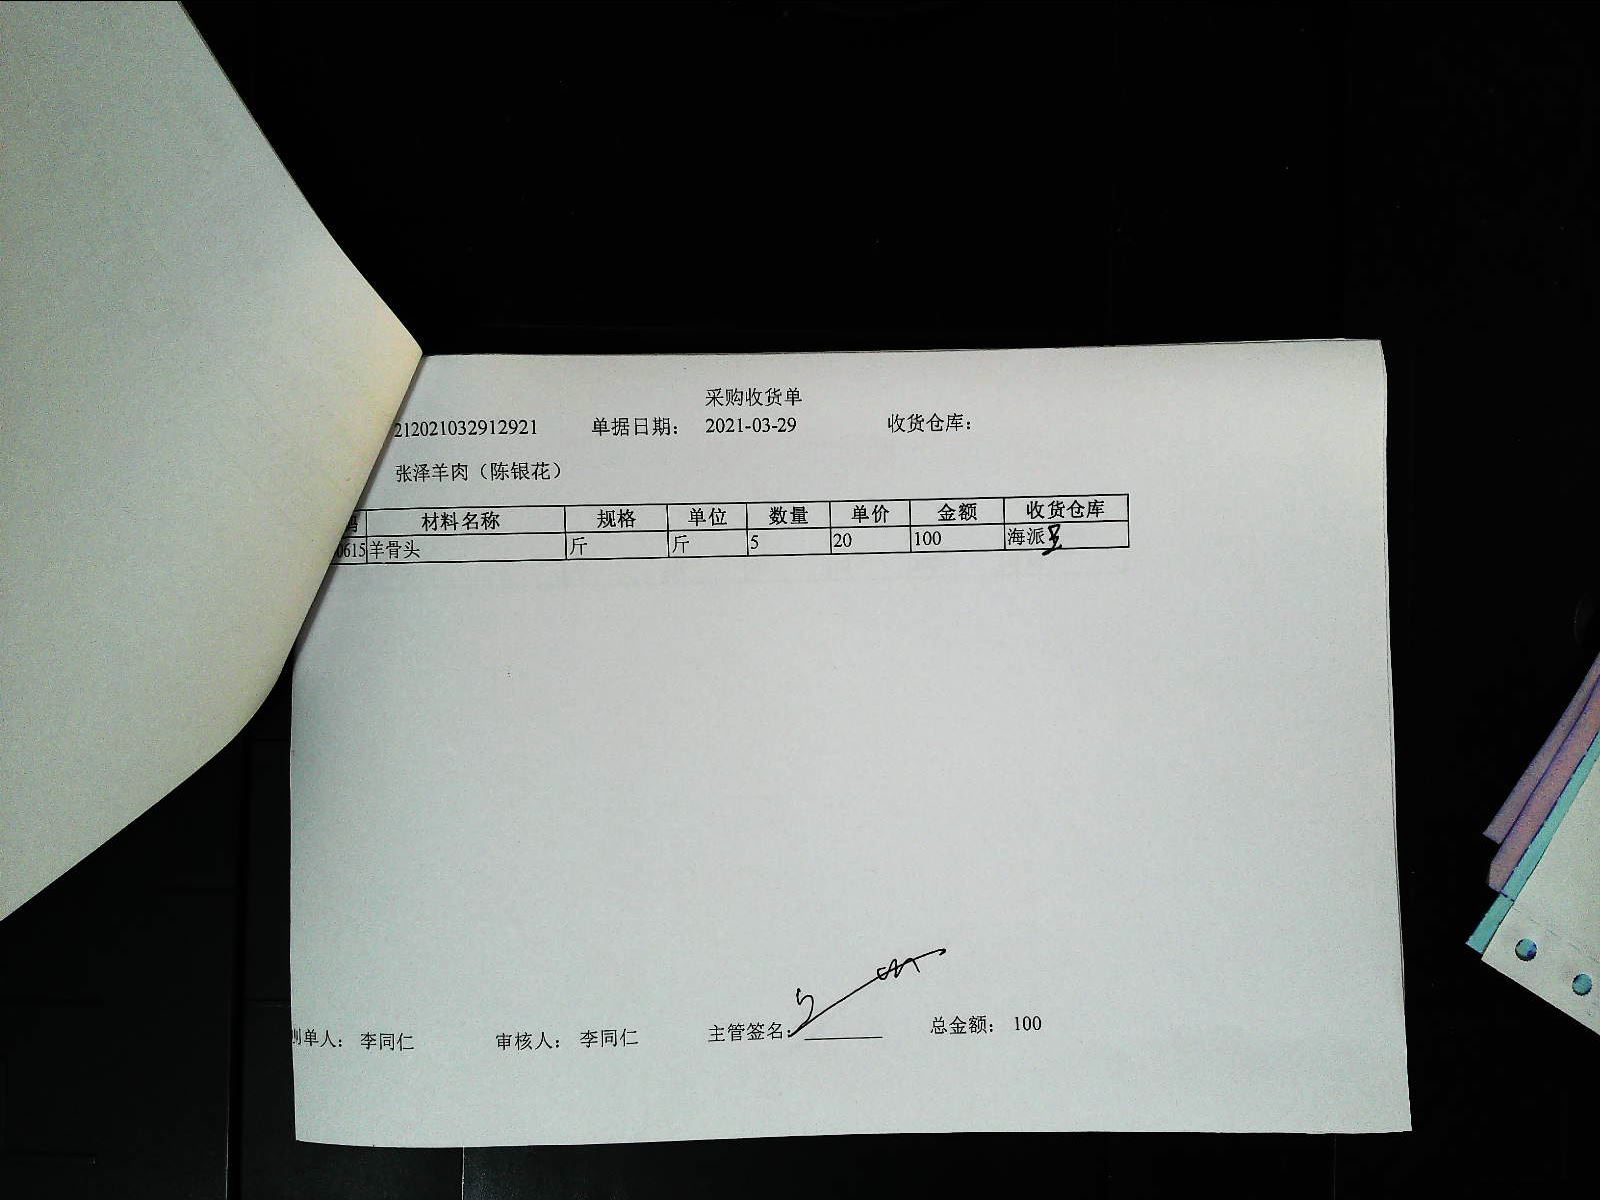 采购收货单
212021032912921 单据日期： 2021-03-29 收货仓库：
张泽羊肉（陈银花）
码 材料名称 规格 单位 数量 单价 金额 收货仓库
0615 羊骨头 斤 斤 5 20 100 海派
制单人： 李同仁 审核人： 李同仁 主管签名： 总金额： 100